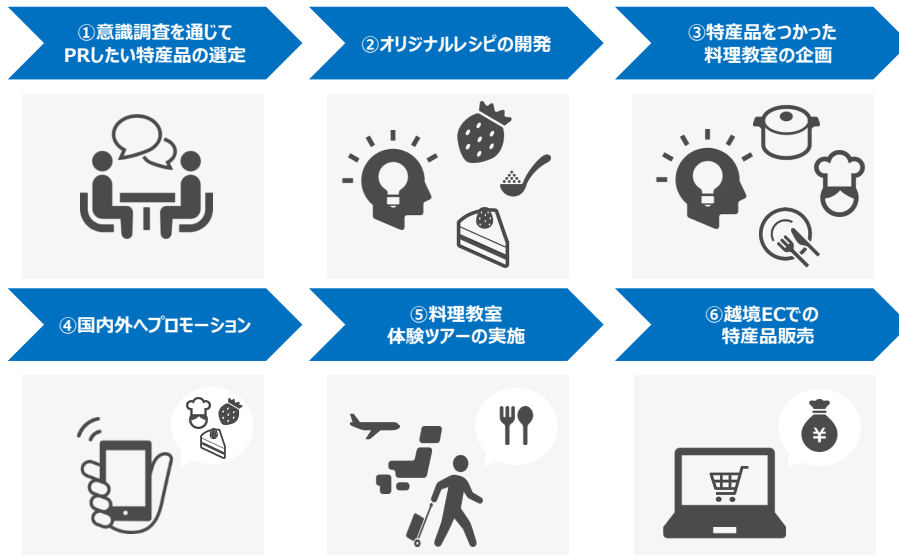 ①意識調査を通じて
PRしたい特産品の選定
②オリジナルレシピの開発
③特産品をつかった
料理教室の企画
④国内外へプロモーション
⑤料理教室
体験ツアーの実施
⑥越境ECでの
特産品販売
¥